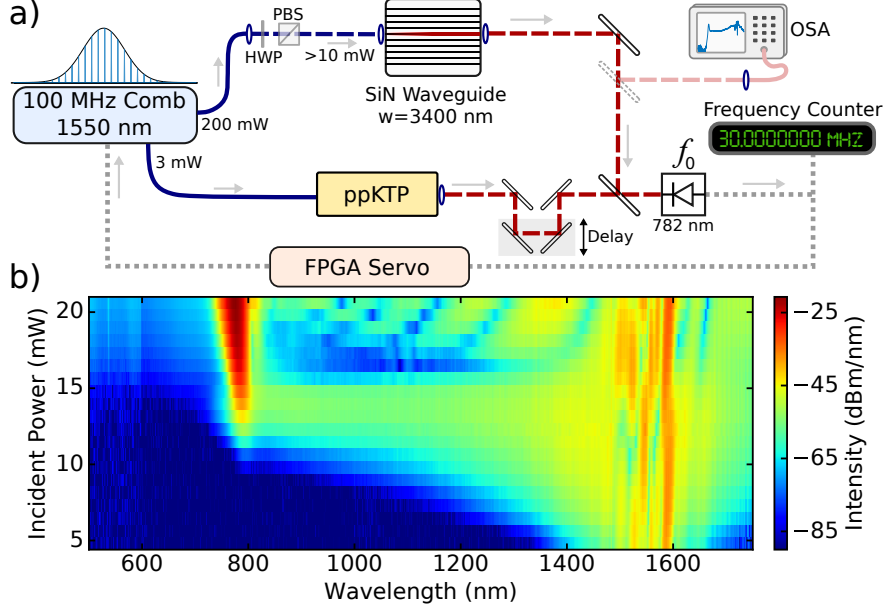 a)
100 MHz Comb
1550 nm
200 mW
3 mW
HWP
PBS
>10 mW
SiN Waveguide
w=3400 nm
OSA
Frequency Counter
30.0000000 MHZ
f0
782 nm
ppKTP
Delay
FPGA Servo
b)
Incident Power (mW)
20
15
10
5
600
800
1000
1200
1400
1600
Wavelength (nm)
−25
−45
−65
−85
Intensity (dBm/nm)